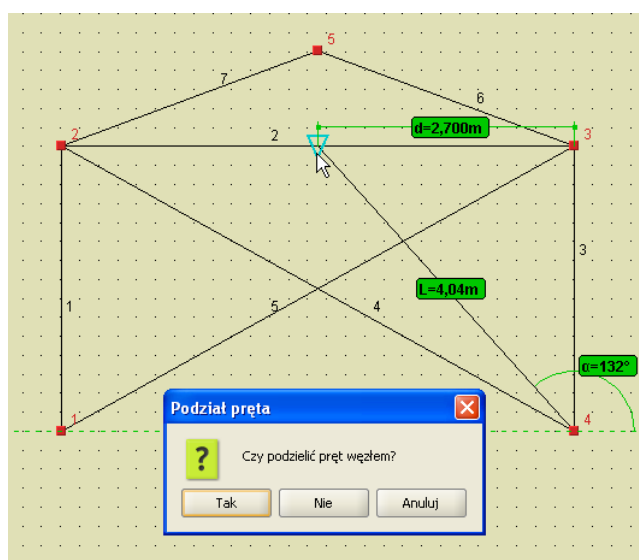 5
7
6
d=2,700m
2
2
3
3
L=4,04m
1
5
4
α=132°
1
4
Podział pręta
Czy podzielić pręt węzłem?
Tak
Nie
Anuluj